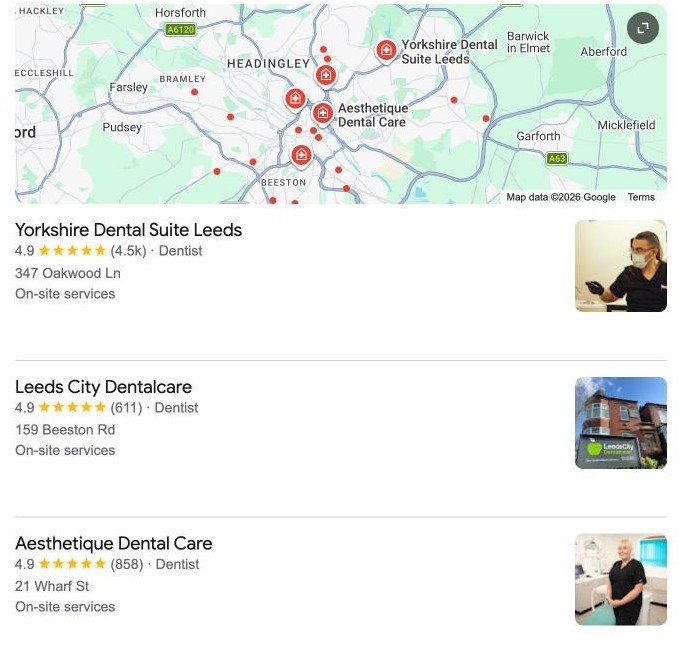 HACKLEY
Horsforth
A6120
Yorkshire Dental
Suite Leeds
Barwick
in Elmet
Aberford
HEADINGLEY
ECCLESHILL
BRAMLEY
Farsley
Aesthetique
Dental Care
ord
Pudsey
Micklefield
Garforth
A63
BEESTON
Map data ©2026 Google Terms
Yorkshire Dental Suite Leeds
4.9 ★★★★★ (4.5k) · Dentist
347 Oakwood Ln
On-site services
Leeds City Dentalcare
4.9 ★★★★★ (611) · Dentist
159 Beeston Rd
On-site services
LeedsCity
Dentalcare
Aesthetique Dental Care
4.9 ★★★★★ (858) · Dentist
21 Wharf St
On-site services